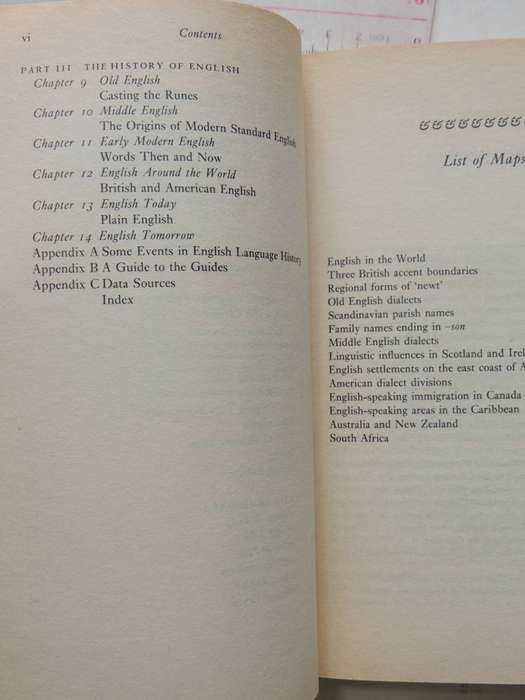 vi Contents
PART III THE HISTORY OF ENGLISH
Chapter 9 Old English
Casting the Runes
Chapter 10 Middle English
The Origins of Modern Standard English
Chapter 11 Early Modern English
Words Then and Now
Chapter 12 English Around the World
British and American English
Chapter 13 English Today
Plain English
Chapter 14 English Tomorrow
Appendix A Some Events in English Language History
Appendix B A Guide to the Guides
Appendix C Data Sources
Index
List of Maps
English in the World
Three British accent boundaries
Regional forms of ‘newt’
Old English dialects
Scandinavian parish names
Family names ending in –son
Middle English dialects
Linguistic influences in Scotland and
English settlements on the east coast of
American dialect divisions
English-speaking immigration in Canada
English-speaking areas in the Caribbean
Australia and New Zealand
South Africa